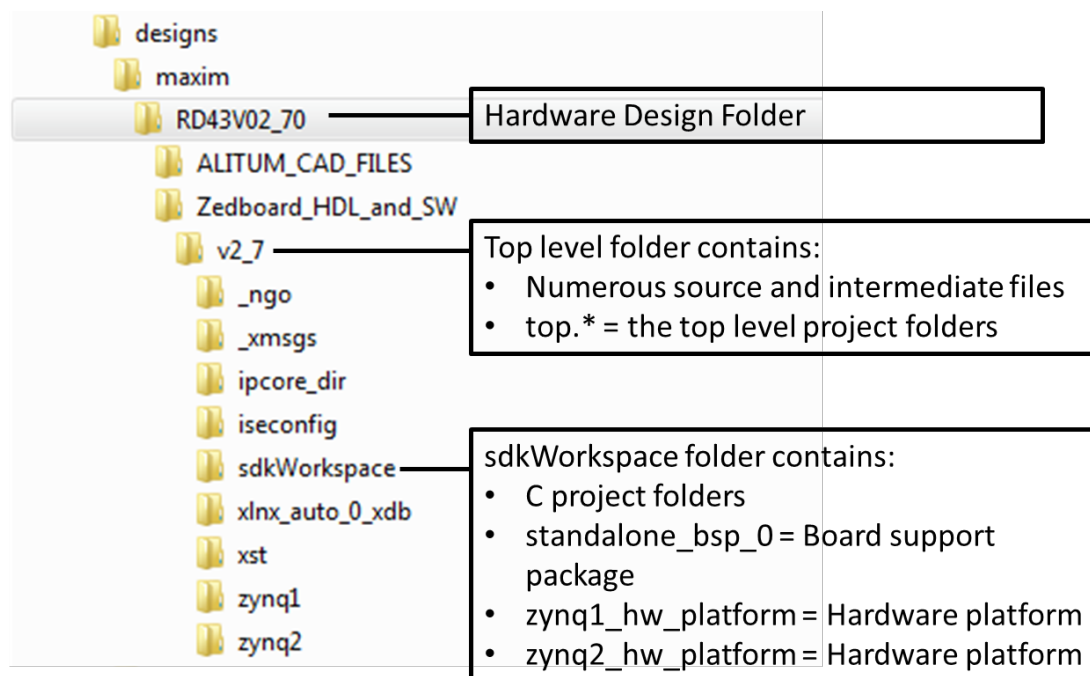 designs
maxim
RD43V02_70
Hardware Design Folder
ALITUM_CAD_FILES
Zedboard_HDL_and_SW
v2_7
Top level folder contains:
• Numerous source and intermediate files
• top.* = the top level project folders
_ngo
_xmsgs
ipcore_dir
iseconfig
sdkWorkspace
sdkWorkspace folder contains:
• C project folders
• standalone_bsp_0 = Board support
package
• zynq1_hw_platform = Hardware platform
• zynq2_hw_platform = Hardware platform
xlnx_auto_0_xdb
xst
zynq1
zynq2